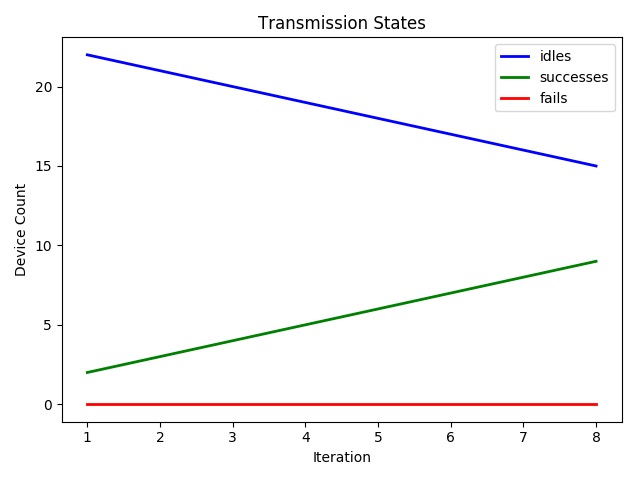 Transmission States
idles
successes
fails
20
15
10
5
0
Device Count
1 2 3 4 5 6 7 8
Iteration